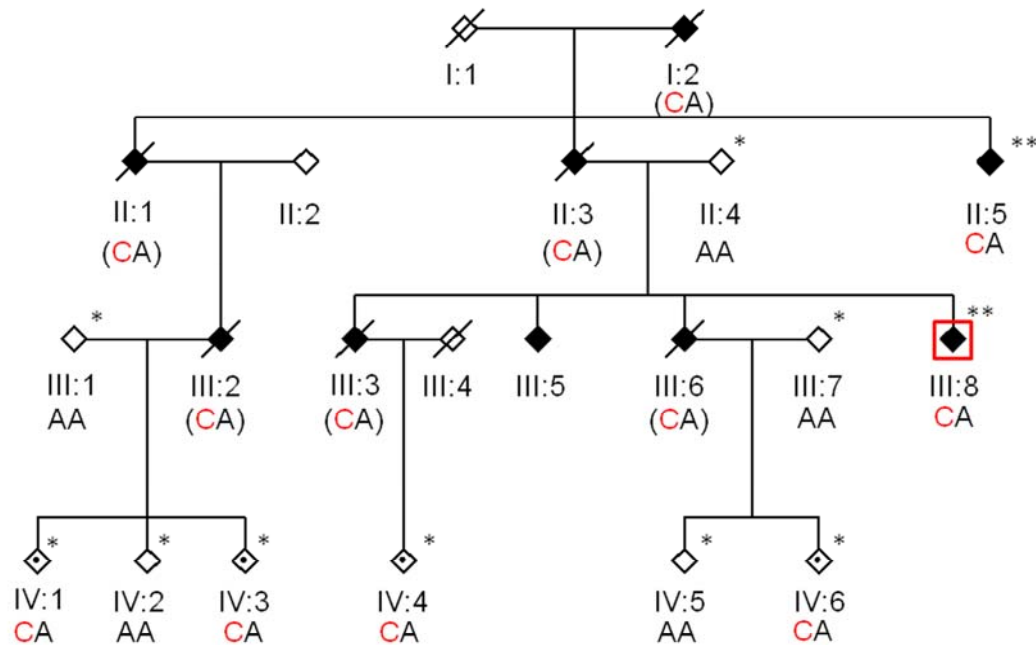 I:1 I:2
(CA)
* **
II:1 II:2 II:3 II:4 II:5
(CA) (CA) AA CA
* * **
III:1 III:2 III:3 III:4 III:5 III:6 III:7 III:8
AA (CA) (CA) (CA) AA CA
* * * * * *
IV:1 IV:2 IV:3 IV:4 IV:5 IV:6
CA AA CA CA AA CA